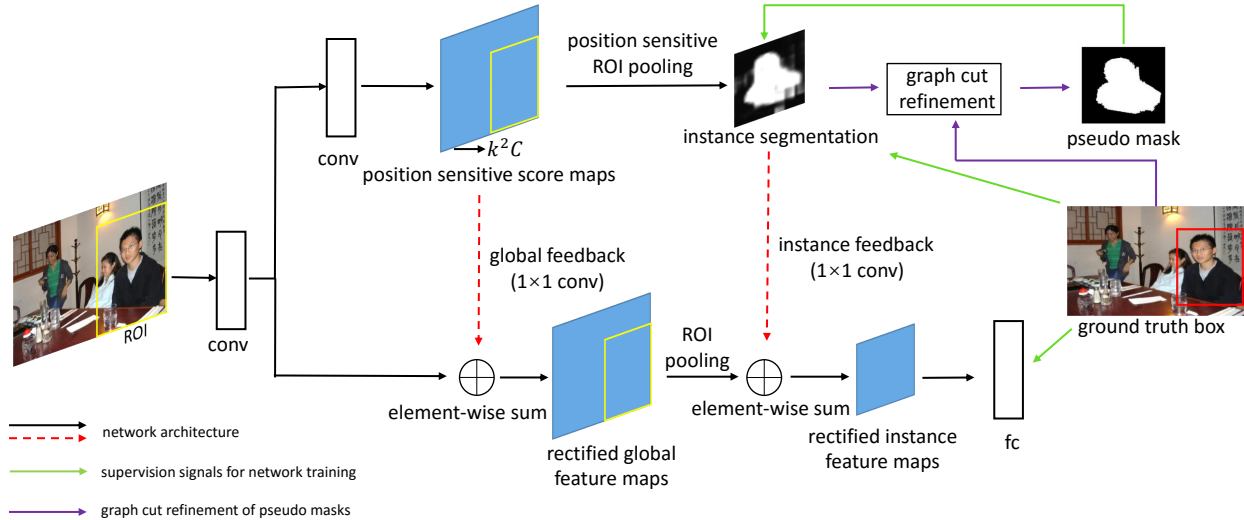 position sensitive
ROI pooling
graph cut
refinement
conv
k²C
instance segmentation
pseudo mask
position sensitive score maps
global feedback
(1×1 conv)
instance feedback
(1×1 conv)
ROI
conv
ground truth box
ROI
pooling
element-wise sum
element-wise sum
rectified global
feature maps
rectified instance
feature maps
fc
network architecture
supervision signals for network training
graph cut refinement of pseudo masks